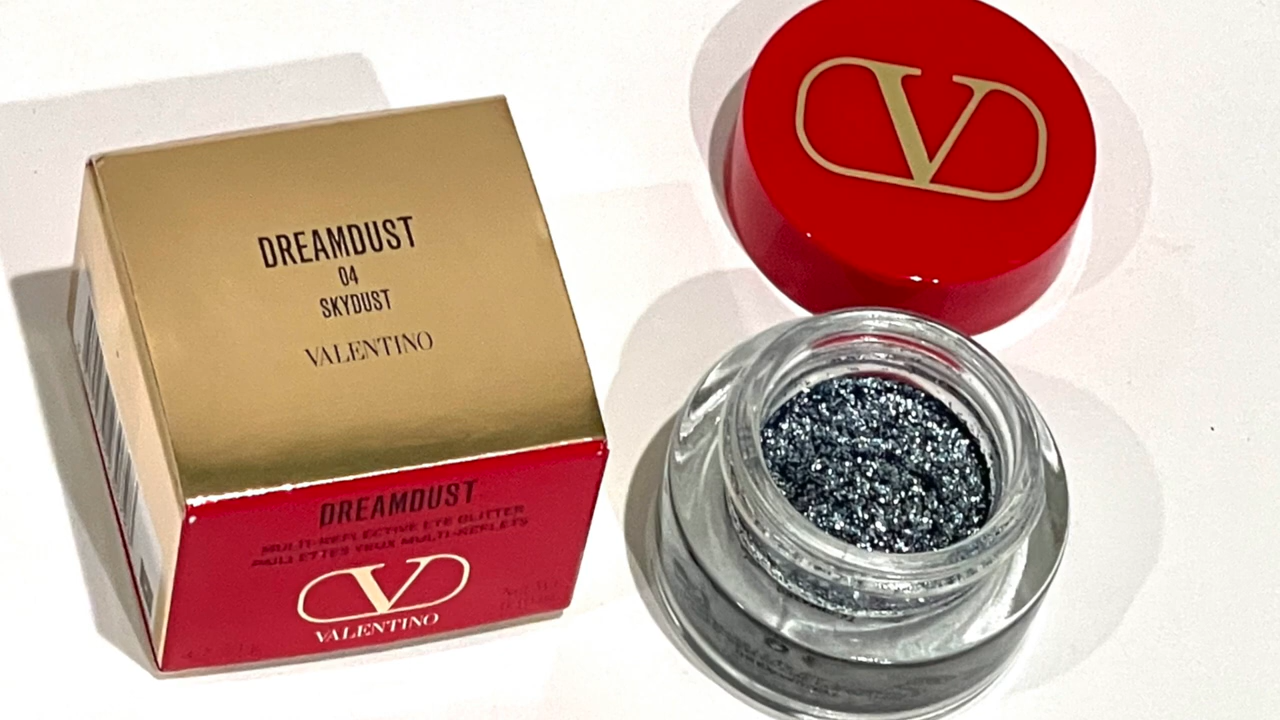 DREAMDUST
04
SKYDUST
VALENTINO
DREAMDUST
MULTI-REFLECTIVE EYE GLITTER
PAILLETTES YEUX MULTI-REFLETS
V
VALENTINO
V